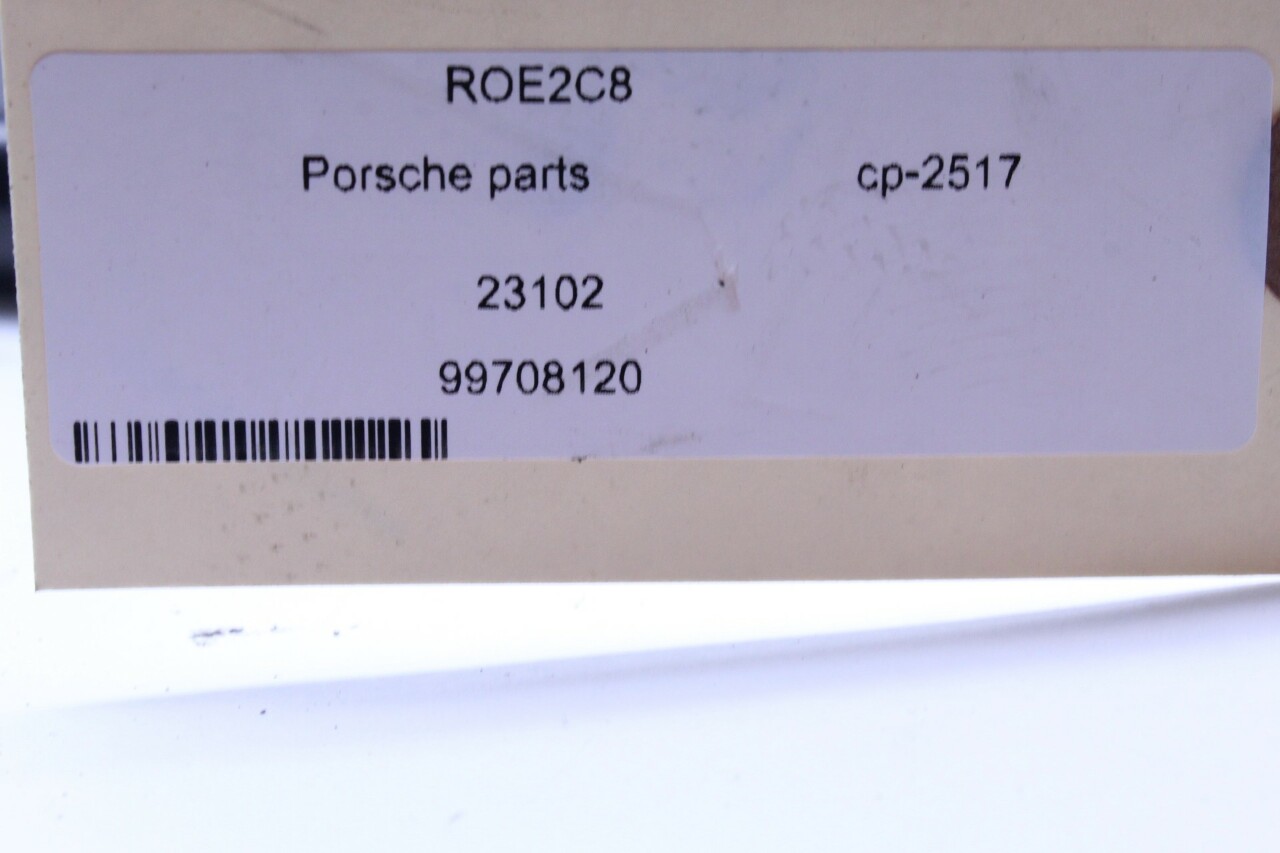 ROE2C8
Porsche parts cp-2517
23102
99708120